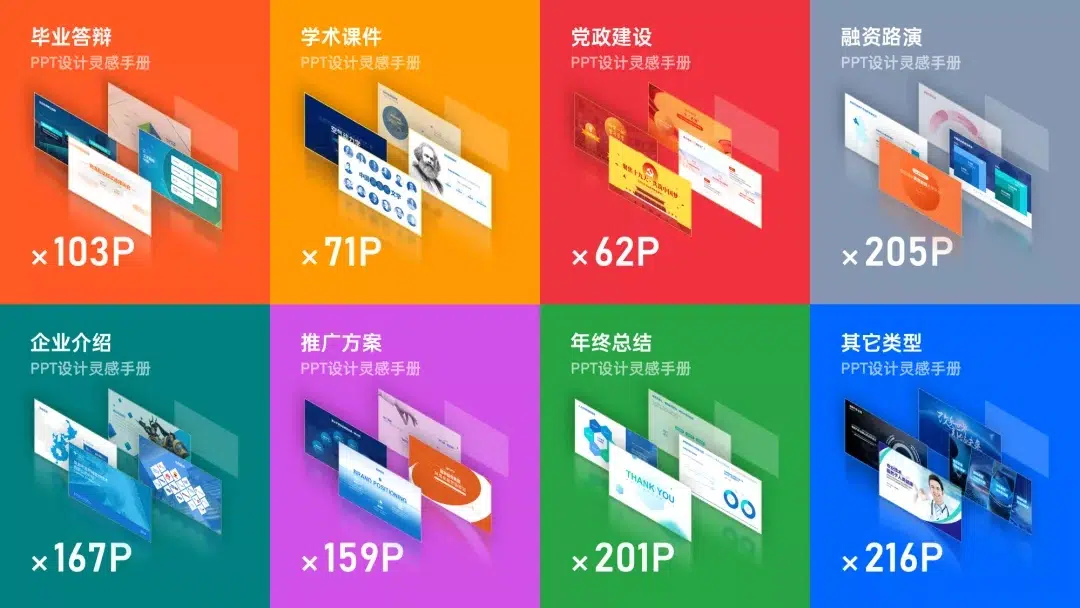 毕业答辩
PPT设计灵感手册
×103P
学术课件
PPT设计灵感手册
×71P
党政建设
PPT设计灵感手册
×62P
融资路演
PPT设计灵感手册
×205P
企业介绍
PPT设计灵感手册
×167P
推广方案
PPT设计灵感手册
BRAND POSITIONING
×159P
年终总结
PPT设计灵感手册
THANK YOU
×201P
其它类型
PPT设计灵感手册
×216P